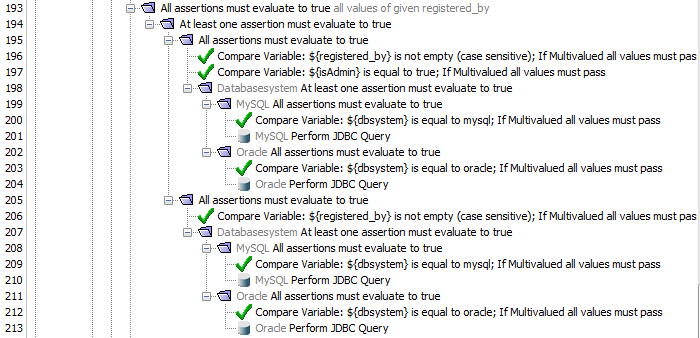 193 All assertions must evaluate to true all values of given registered_by
194 At least one assertion must evaluate to true
195 All assertions must evaluate to true
196 Compare Variable: ${registered_by} is not empty (case sensitive); If Multivalued all values must pass
197 Compare Variable: ${isAdmin} is equal to true; If Multivalued all values must pass
198 Databasesystem At least one assertion must evaluate to true
199 MySQL All assertions must evaluate to true
200 Compare Variable: ${dbsystem} is equal to mysql; If Multivalued all values must pass
201 MySQL Perform JDBC Query
202 Oracle All assertions must evaluate to true
203 Compare Variable: ${dbsystem} is equal to oracle; If Multivalued all values must pass
204 Oracle Perform JDBC Query
205 All assertions must evaluate to true
206 Compare Variable: ${registered_by} is not empty (case sensitive); If Multivalued all values must pas
207 Databasesystem At least one assertion must evaluate to true
208 MySQL All assertions must evaluate to true
209 Compare Variable: ${dbsystem} is equal to mysql; If Multivalued all values must pass
210 MySQL Perform JDBC Query
211 Oracle All assertions must evaluate to true
212 Compare Variable: ${dbsystem} is equal to oracle; If Multivalued all values must pass
213 Oracle Perform JDBC Query